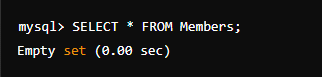 mysql> SELECT * FROM Members;
Empty set (0.00 sec)